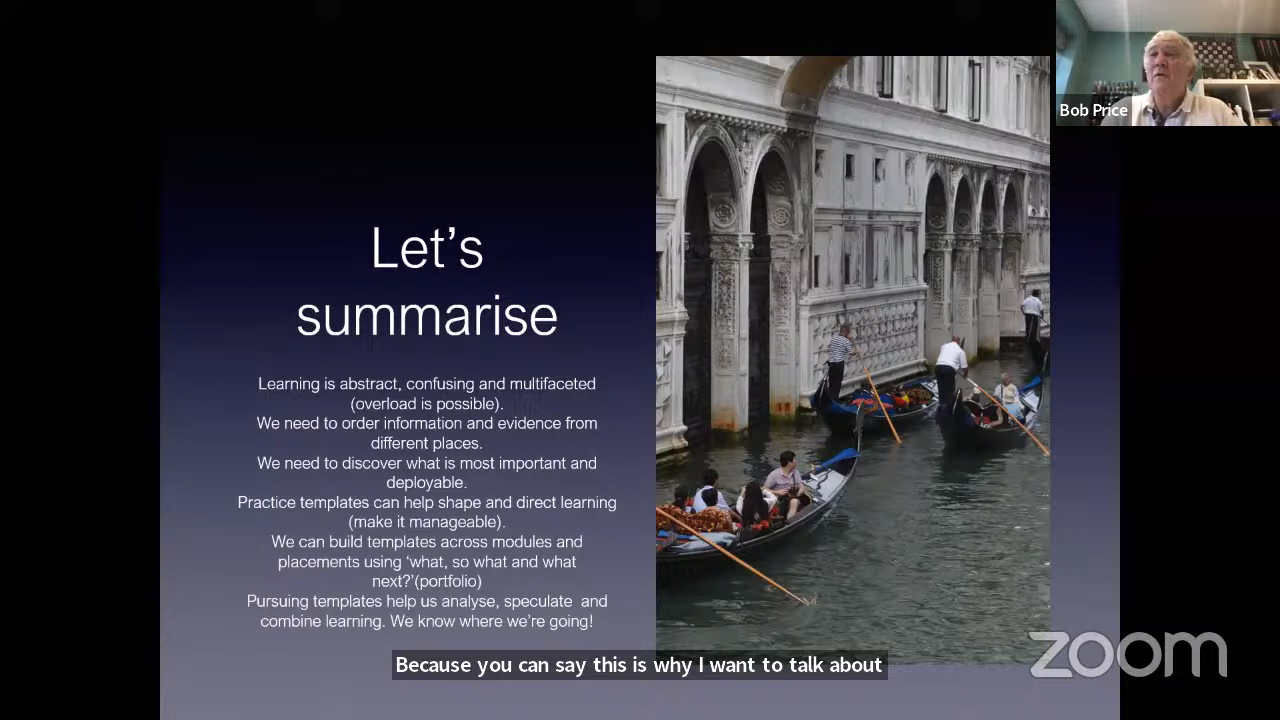 Bob Price
Let's
summarise
Learning is abstract, confusing and multifaceted
(overload is possible).
We need to order information and evidence from
different places.
We need to discover what is most important and
deployable.
Practice templates can help shape and direct learning
(make it manageable).
We can build templates across modules and
placements using ‘what, so what and what
next?’(portfolio)
Pursuing templates help us analyse, speculate  and
combine learning. We know where we’re going!
Because you can say this is why I want to talk about
zoom